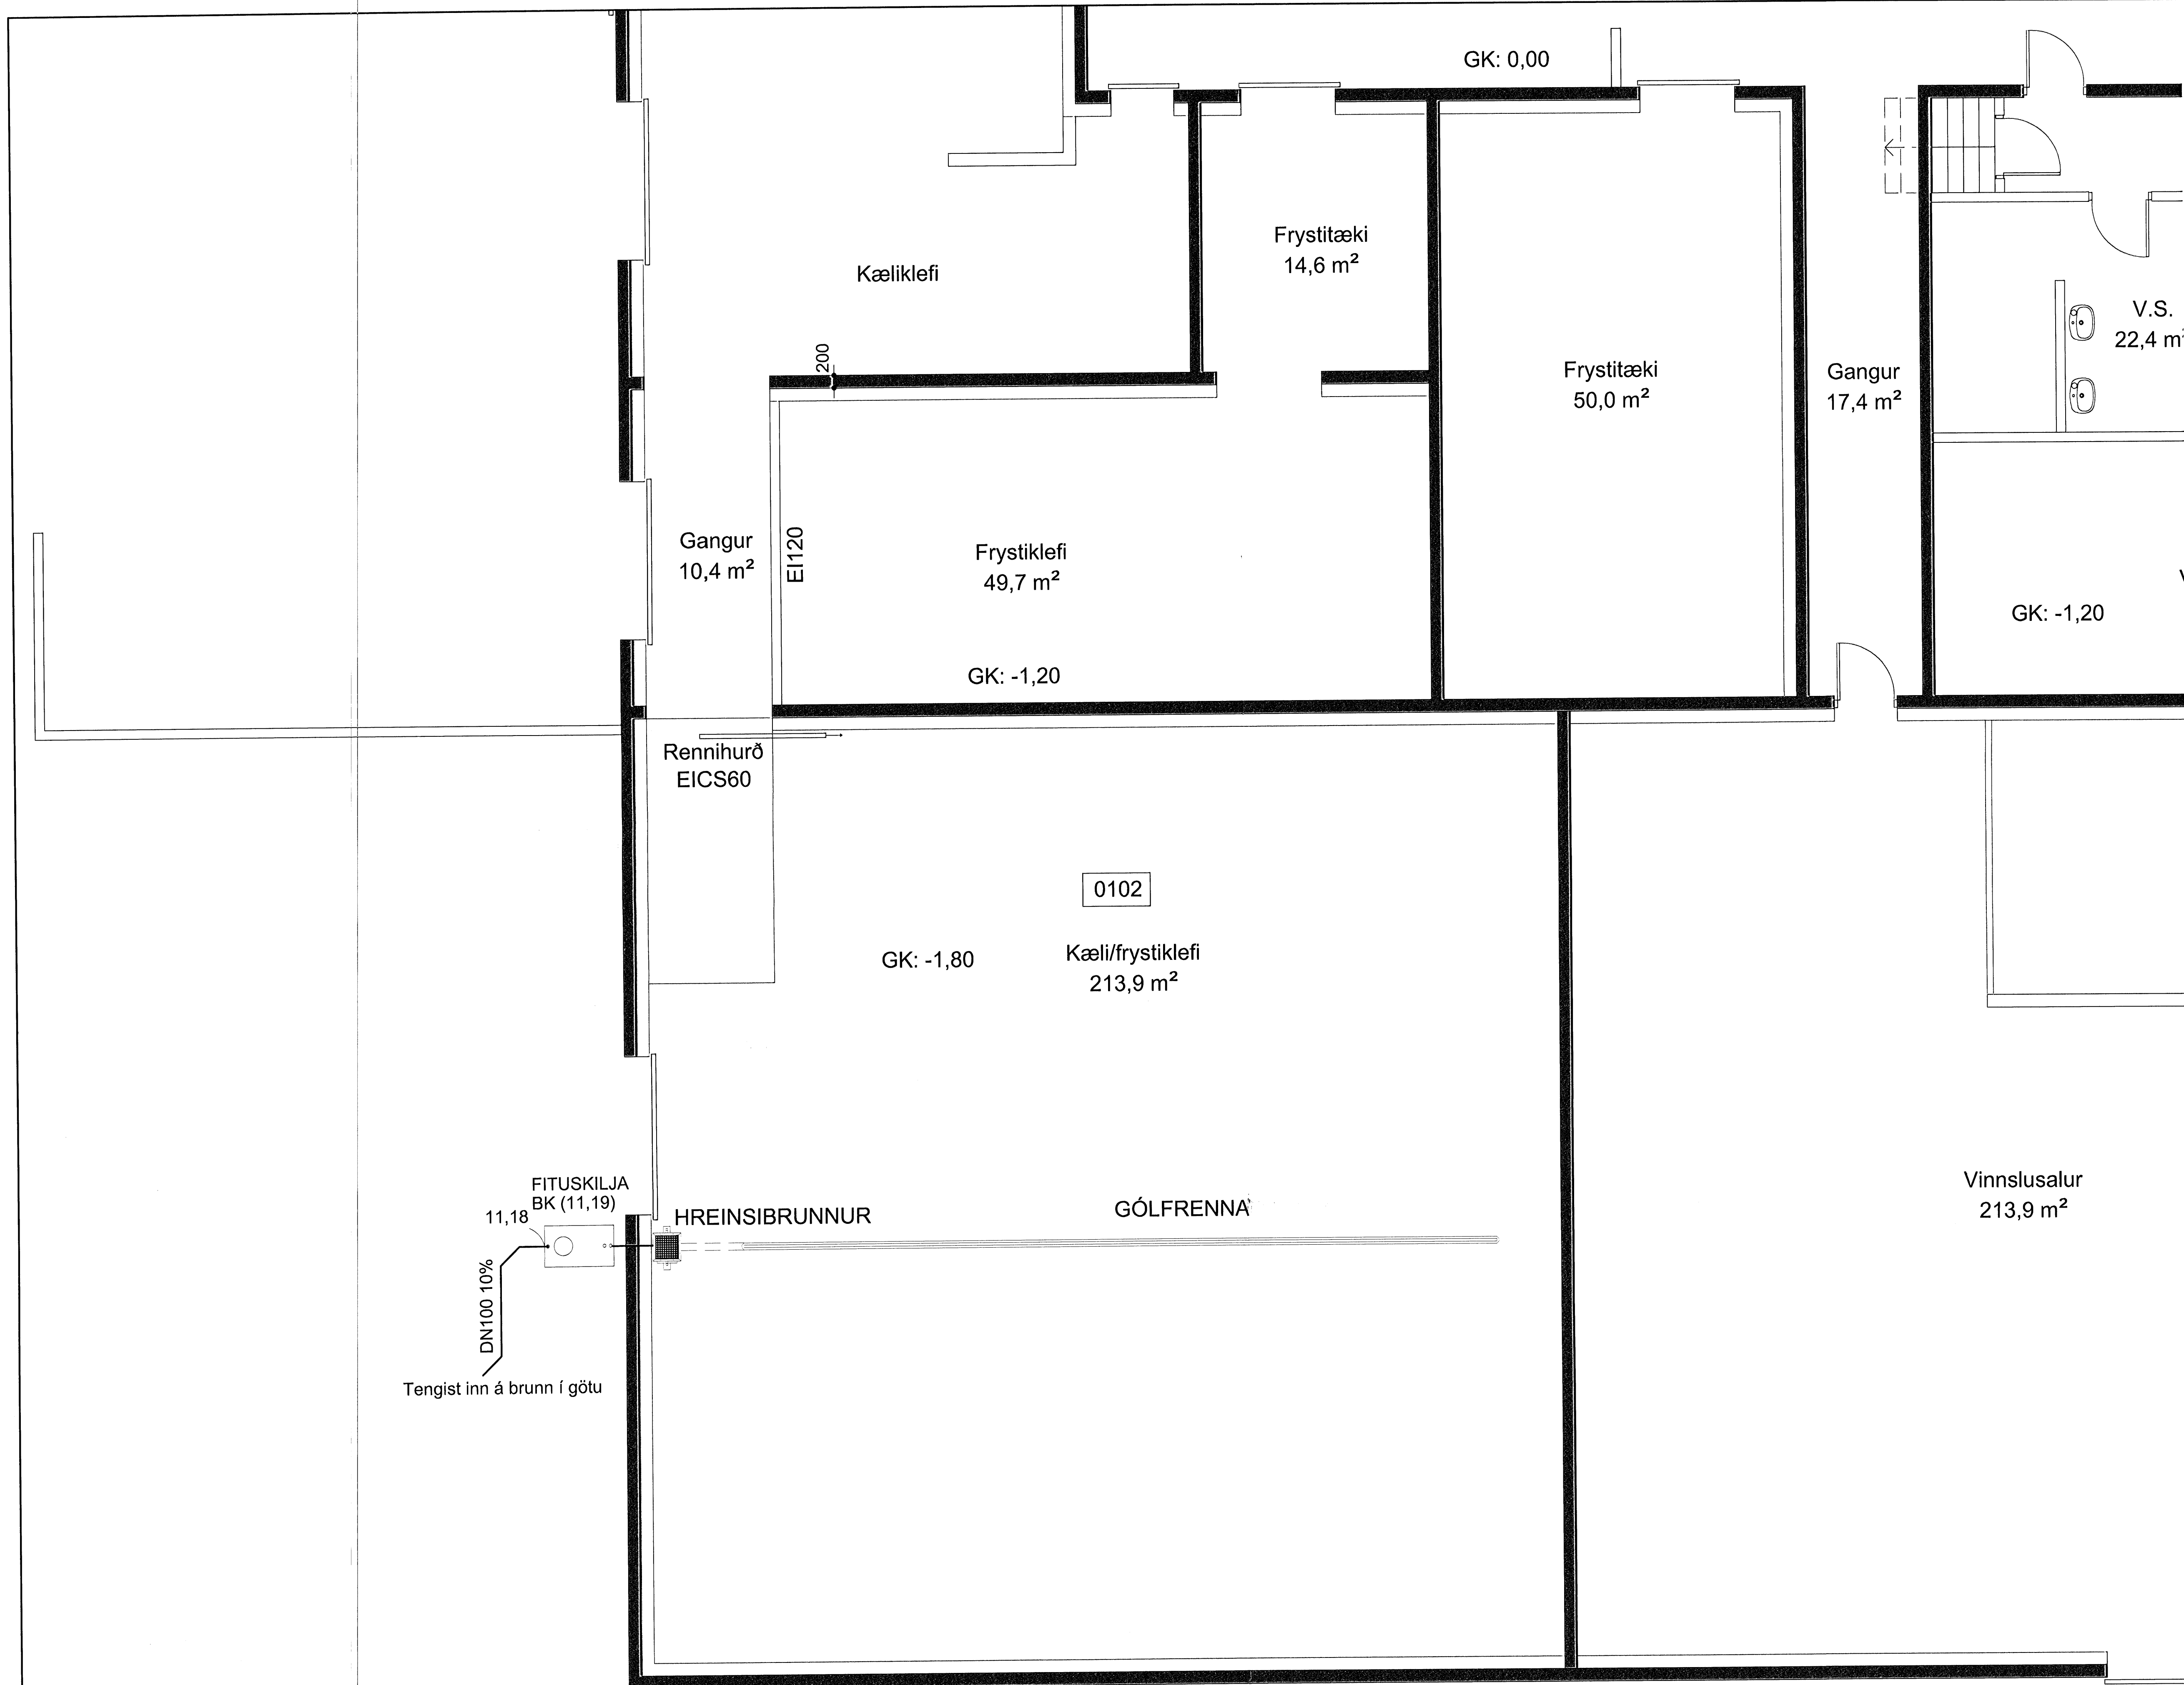 GK: 0,00
Frystitæki
14,6 m²
Kæliklefi
V.S.
22,4 m²
200
Frystitæki
50,0 m²
Gangur
17,4 m²
Gangur
10,4 m²
EI120
Frystiklefi
49,7 m²
GK: -1,20
GK: -1,20
Rennihurð
EICS60
0102
GK: -1,80
Kæli/frystiklefi
213,9 m²
FITUSKILJA
BK (11,19)
11,18
HREINSIBRUNNUR
GÓLFRENNA
Vinnslusalur
213,9 m²
DN100 10%
Tengist inn á brunn í götu